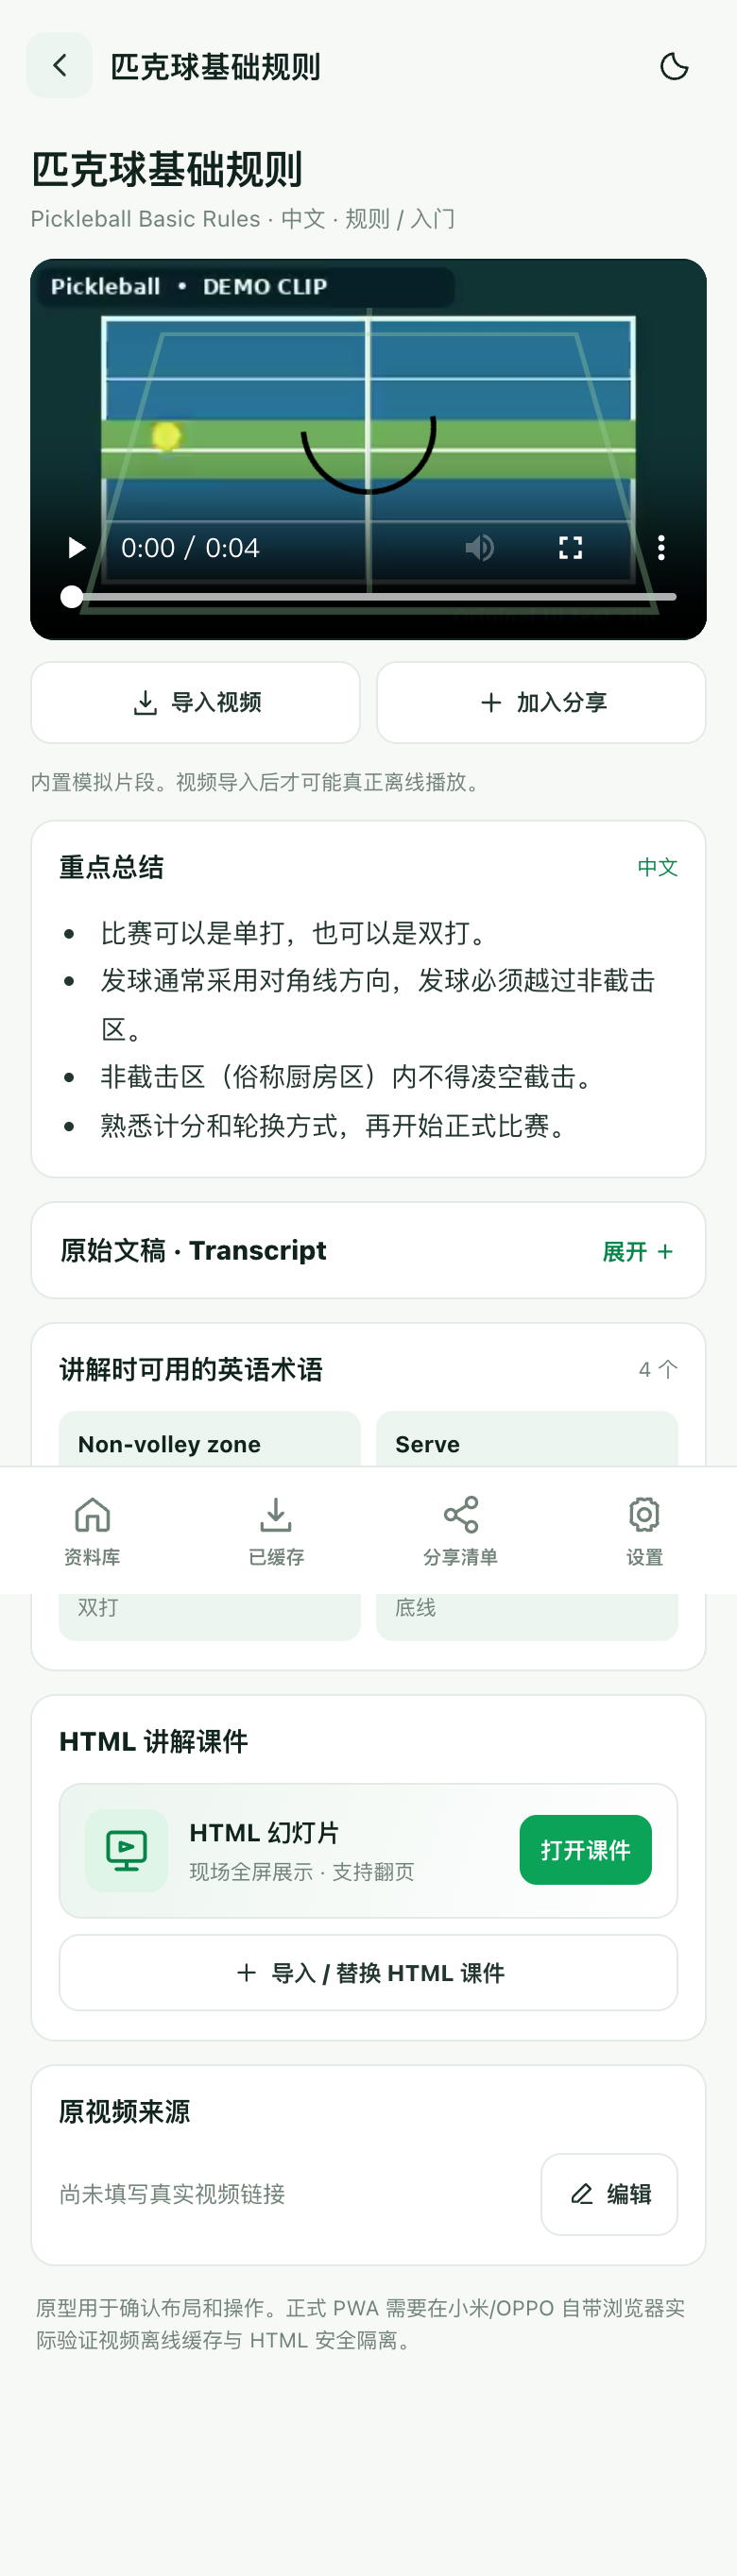 匹克球基础规则
匹克球基础规则
Pickleball Basic Rules · 中文 · 规则 / 入门
Pickleball • DEMO CLIP
0:00 / 0:04
导入视频
加入分享
内置模拟片段。视频导入后才可能真正离线播放。
重点总结
中文
• 比赛可以是单打，也可以是双打。
• 发球通常采用对角线方向，发球必须越过非截击
区。
• 非截击区（俗称厨房区）内不得凌空截击。
• 熟悉计分和轮换方式，再开始正式比赛。
原始文稿 · Transcript
展开 +
讲解时可用的英语术语
4 个
Non-volley zone
Serve
资料库
已缓存
分享清单
设置
双打
底线
HTML 讲解课件
HTML 幻灯片
现场全屏展示 · 支持翻页
打开课件
导入 / 替换 HTML 课件
原视频来源
尚未填写真实视频链接
编辑
原型用于确认布局和操作。正式 PWA 需要在小米/OPPO 自带浏览器实
际验证视频离线缓存与 HTML 安全隔离。